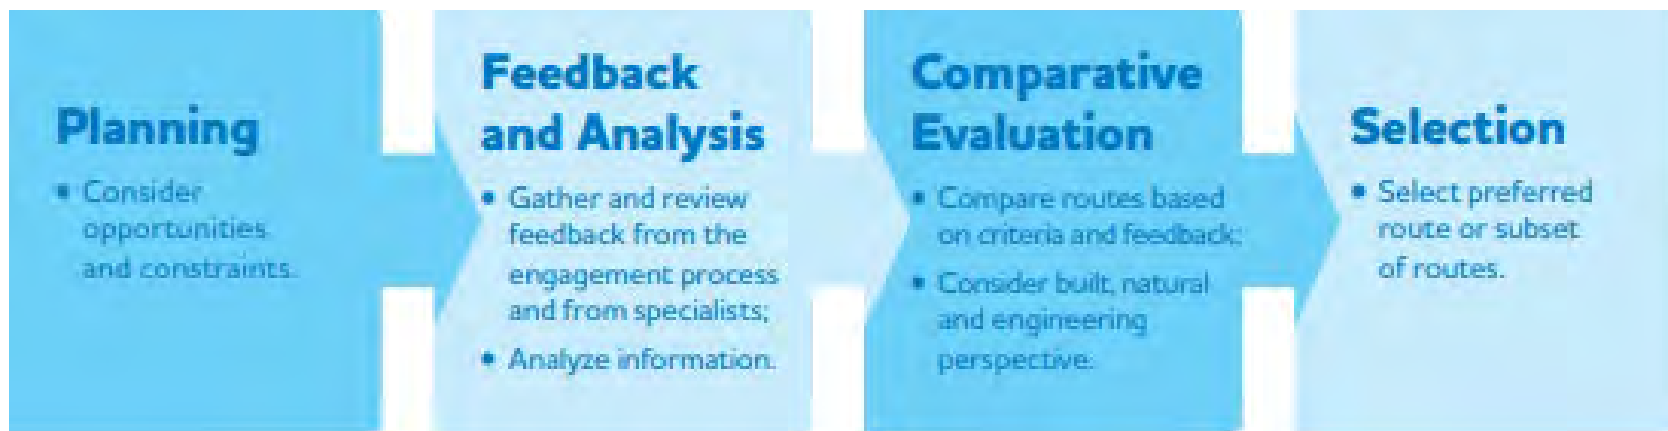 Planning
• Consider
opportunities
and constraints.
Feedback
and Analysis
• Gather and review
feedback from the
engagement process
and from specialists;
• Analyze information.
Comparative
Evaluation
• Compare routes based
on criteria and feedback;
• Consider built, natural
and engineering
perspective.
Selection
• Select preferred
route or subset
of routes.